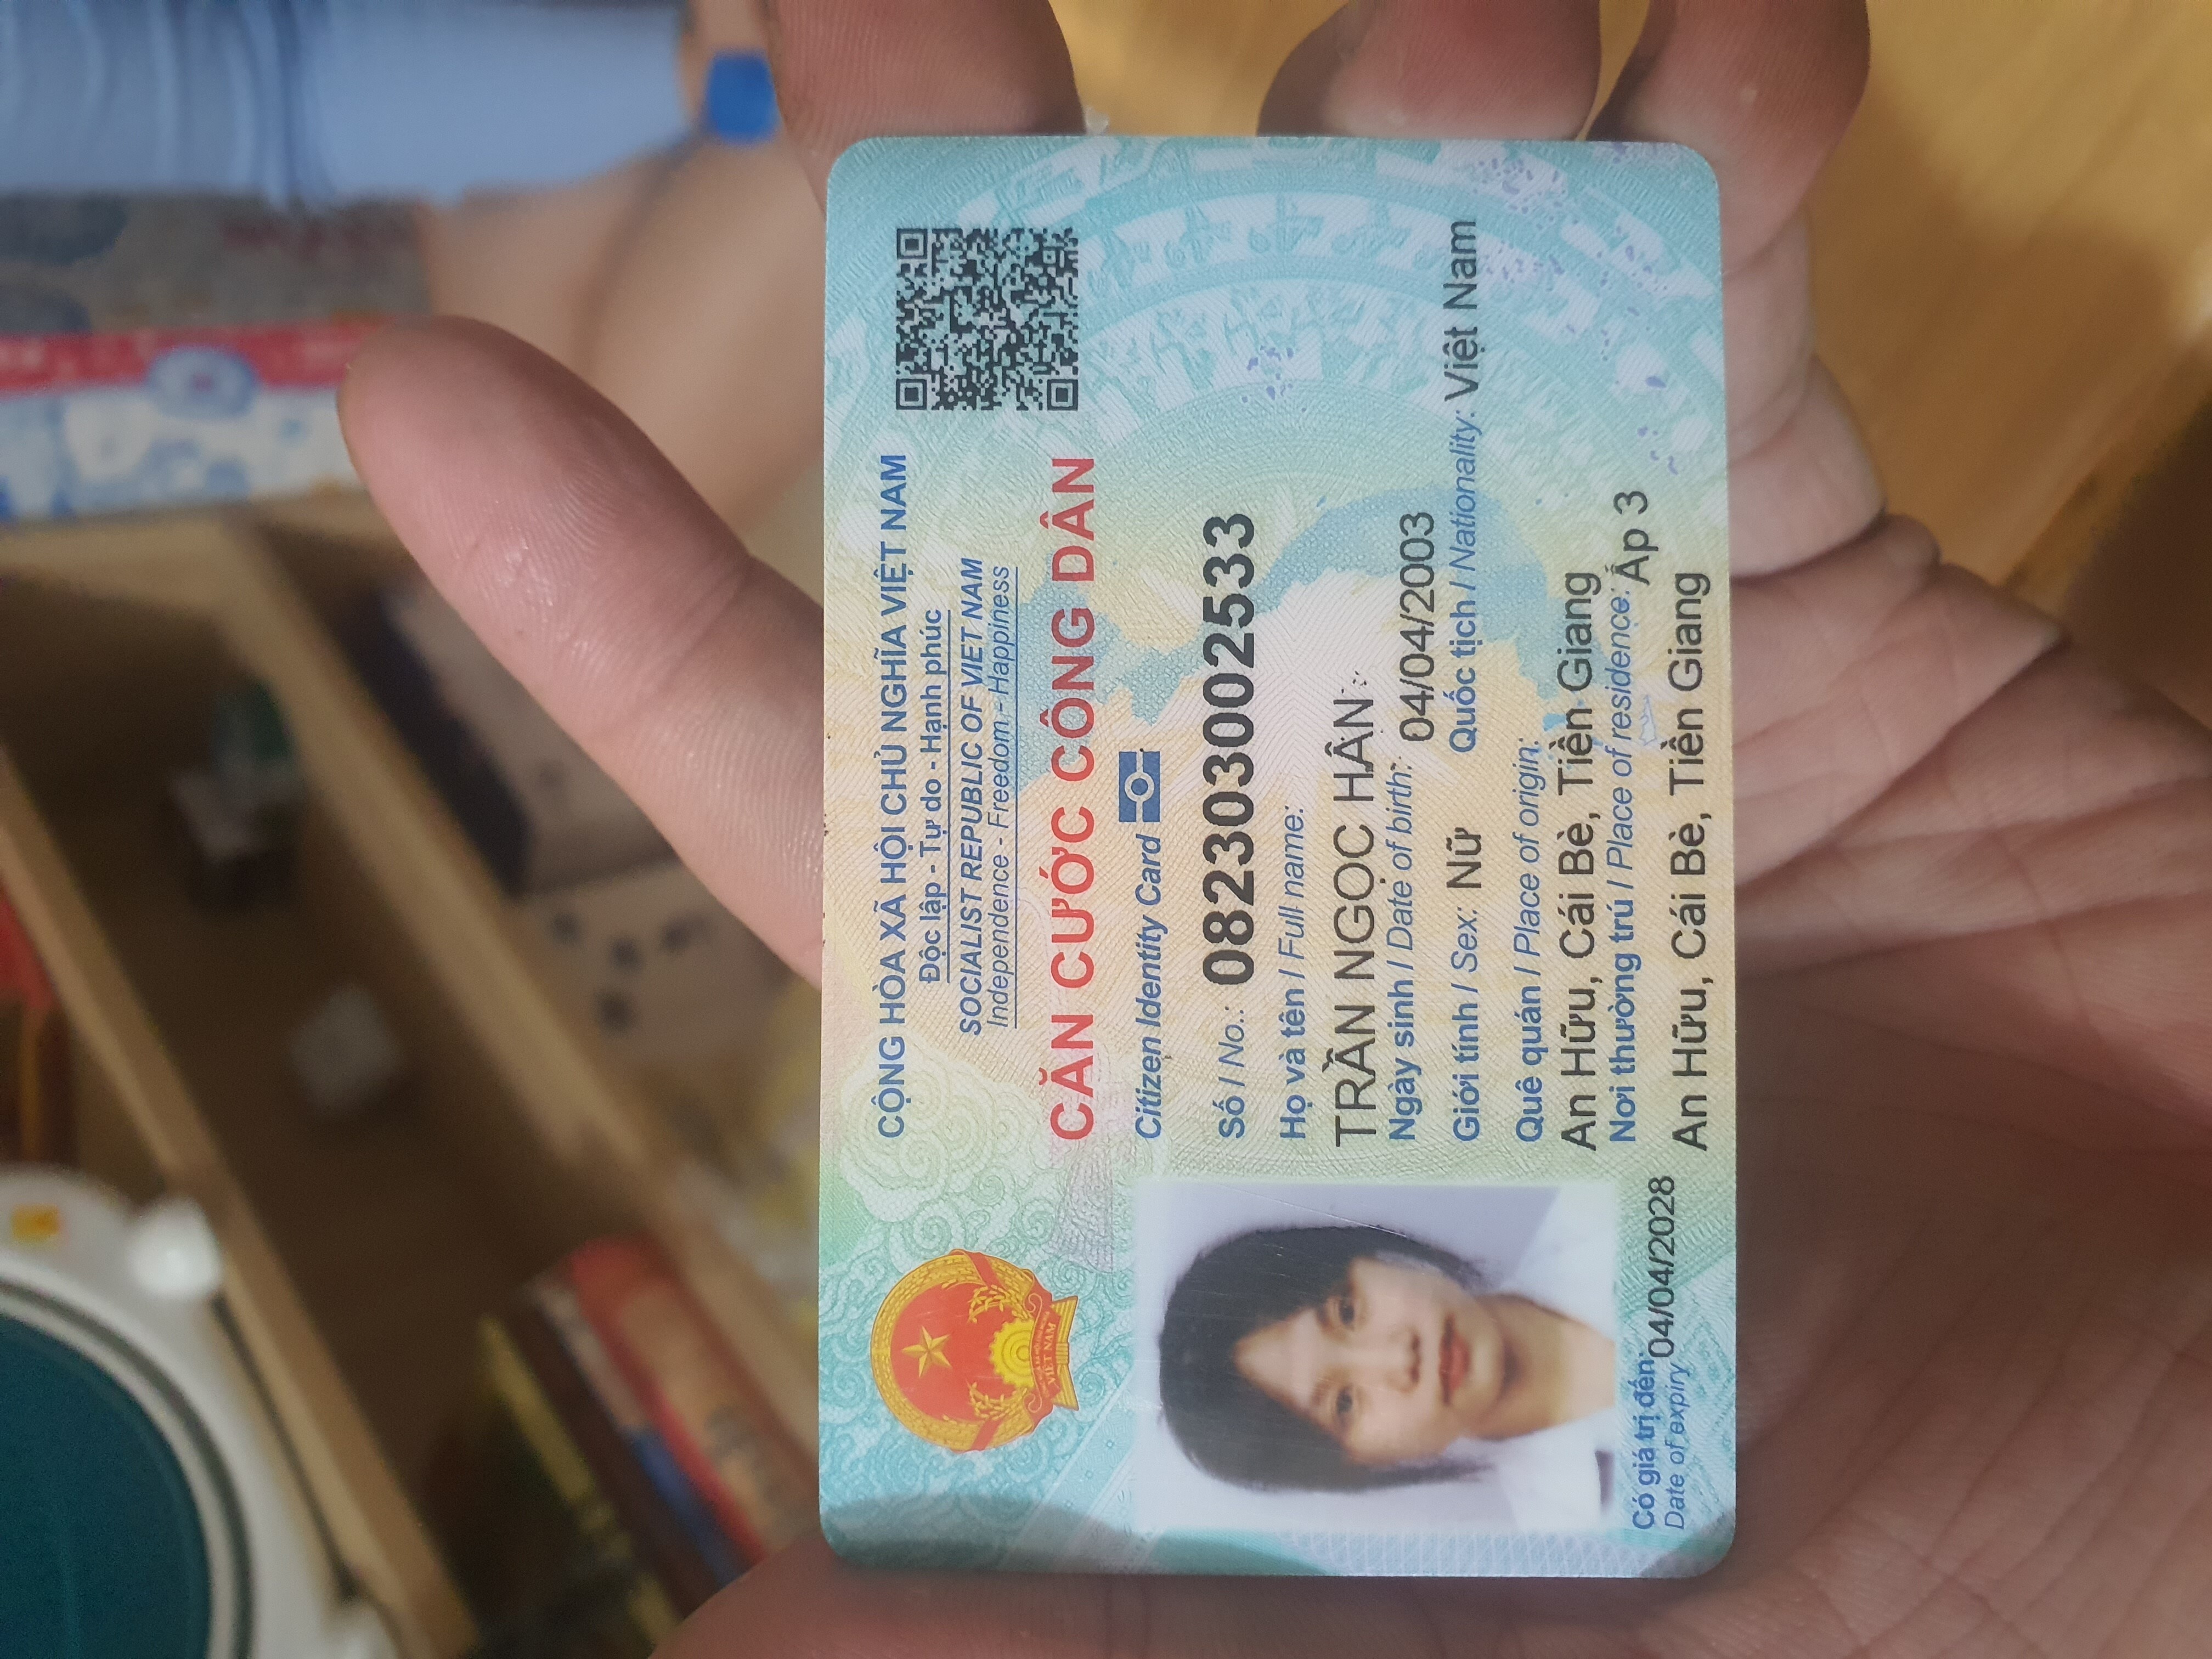 CỘNG HÒA XÃ HỘI CHỦ NGHĨA VIỆT NAM
Độc lập - Tự do - Hạnh phúc
SOCIALIST REPUBLIC OF VIET NAM
Independence - Freedom - Happiness
CĂN CƯỚC CÔNG DÂN
Citizen Identity Card
Số / No.: 082303002533
Họ và tên / Full name:
TRẦN NGỌC HÂN
Ngày sinh / Date of birth: 04/04/2003
Giới tính / Sex: Nữ Quốc tịch / Nationality: Việt Nam
Quê quán / Place of origin:
An Hữu, Cái Bè, Tiền Giang
Nơi thường trú / Place of residence: Ấp 3
An Hữu, Cái Bè, Tiền Giang
Có giá trị đến: 04/04/2028
Date of expiry
VIỆT NAM